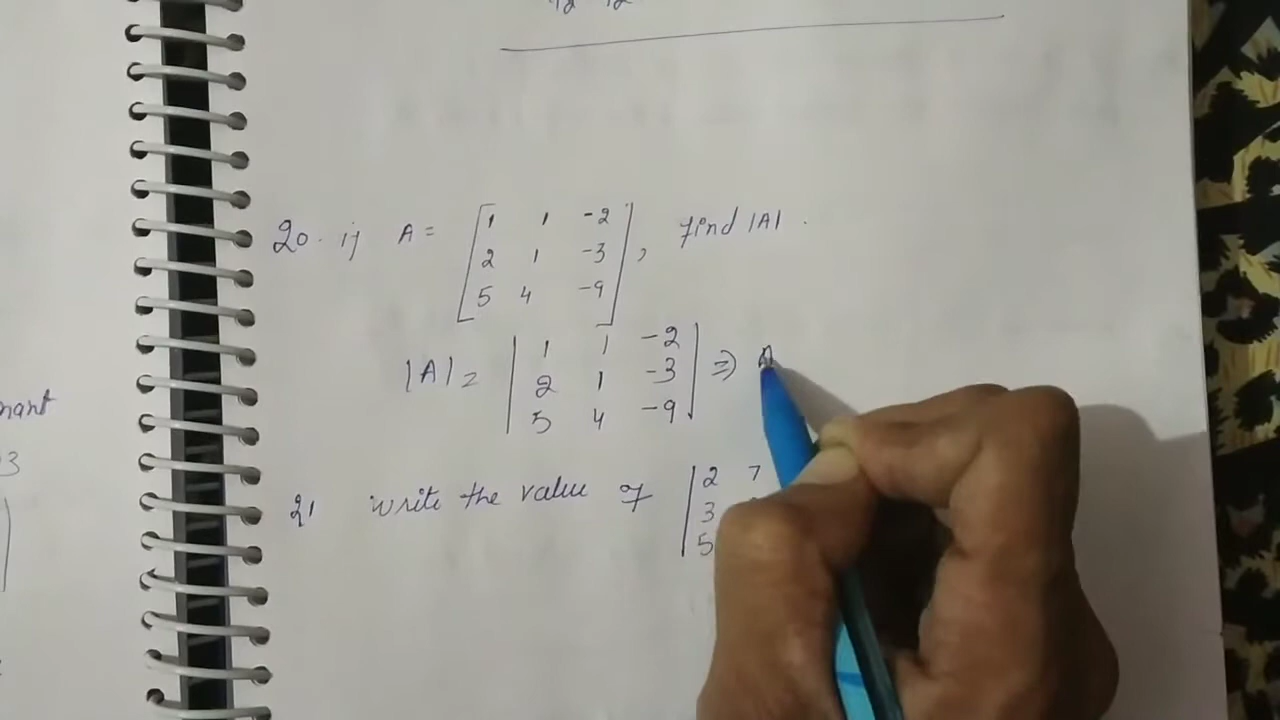 20. if A = [1 1 -2], find |A|.
2 1 -3
5 4 -9
|A| = | 1 1 -2 | ⇒ A
2 1 -3
5 4 -9
21 Write the value of | 2 7
3
5
3